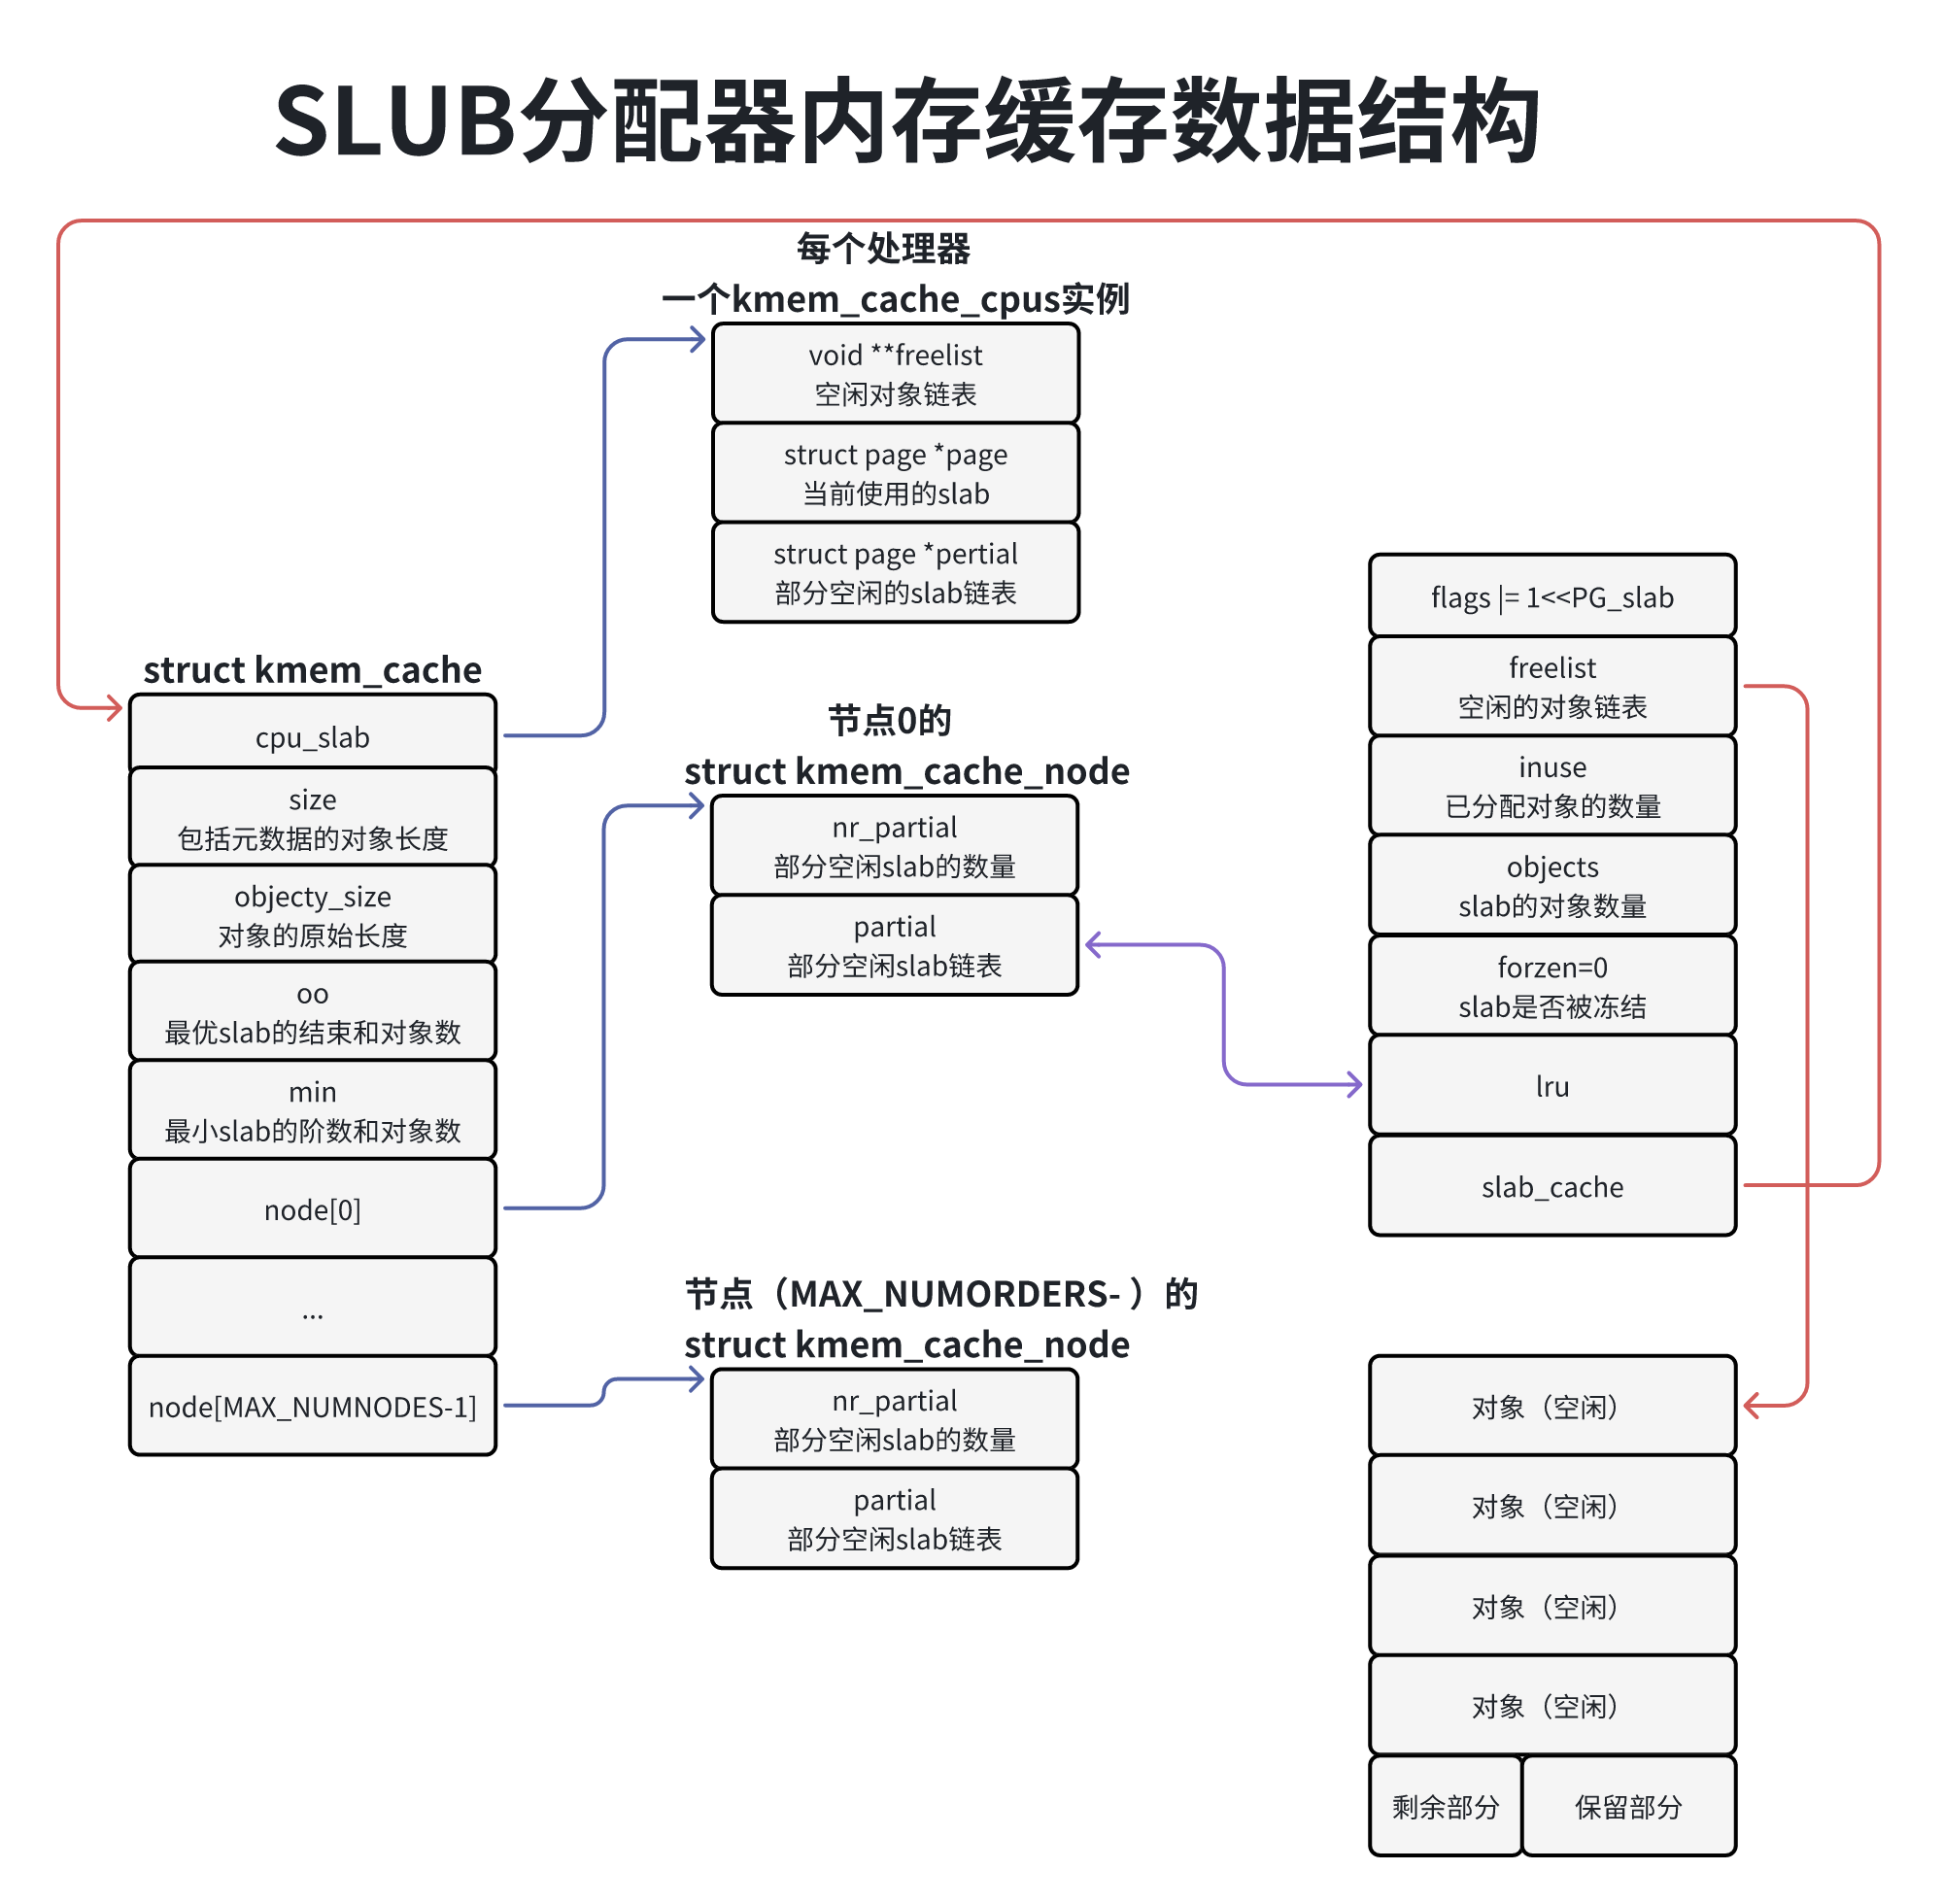 SLUB分配器内存缓存数据结构
每个处理器
一个kmem_cache_cpus实例
void **freelist
空闲对象链表
struct page *page
当前使用的slab
struct page *pertial
部分空闲的slab链表
struct kmem_cache
cpu_slab
size
包括元数据的对象长度
objecty_size
对象的原始长度
oo
最优slab的结束和对象数
min
最小slab的阶数和对象数
node[0]
...
node[MAX_NUMNODES-1]
节点0的
struct kmem_cache_node
nr_partial
部分空闲slab的数量
partial
部分空闲slab链表
节点（MAX_NUMORDERS- ）的
struct kmem_cache_node
nr_partial
部分空闲slab的数量
partial
部分空闲slab链表
flags |= 1<<PG_slab
freelist
空闲的对象链表
inuse
已分配对象的数量
objects
slab的对象数量
forzen=0
slab是否被冻结
lru
slab_cache
对象（空闲）
对象（空闲）
对象（空闲）
对象（空闲）
剩余部分
保留部分